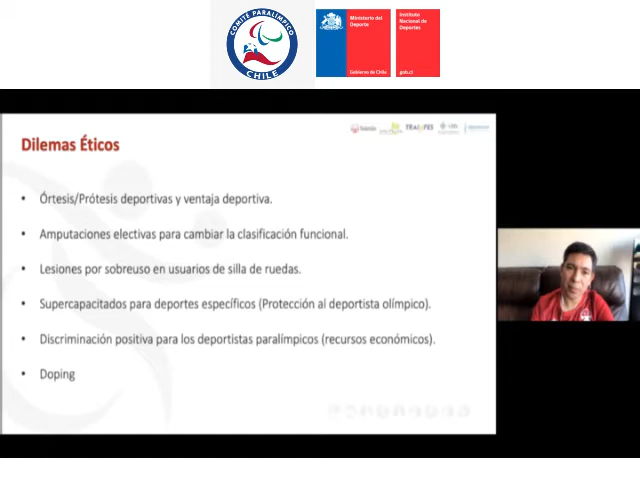 COMITÉ PARALÍMPICO
CHILE
Ministerio del
Deporte
Gobierno de Chile
Instituto
Nacional de
Deportes
gob.cl
Dilemas Éticos
• Órtesis/Prótesis deportivas y ventaja deportiva.
• Amputaciones electivas para cambiar la clasificación funcional.
• Lesiones por sobreuso en usuarios de silla de ruedas.
• Supercapacitados para deportes específicos (Protección al deportista olímpico).
• Discriminación positiva para los deportistas paralímpicos (recursos económicos).
• Doping